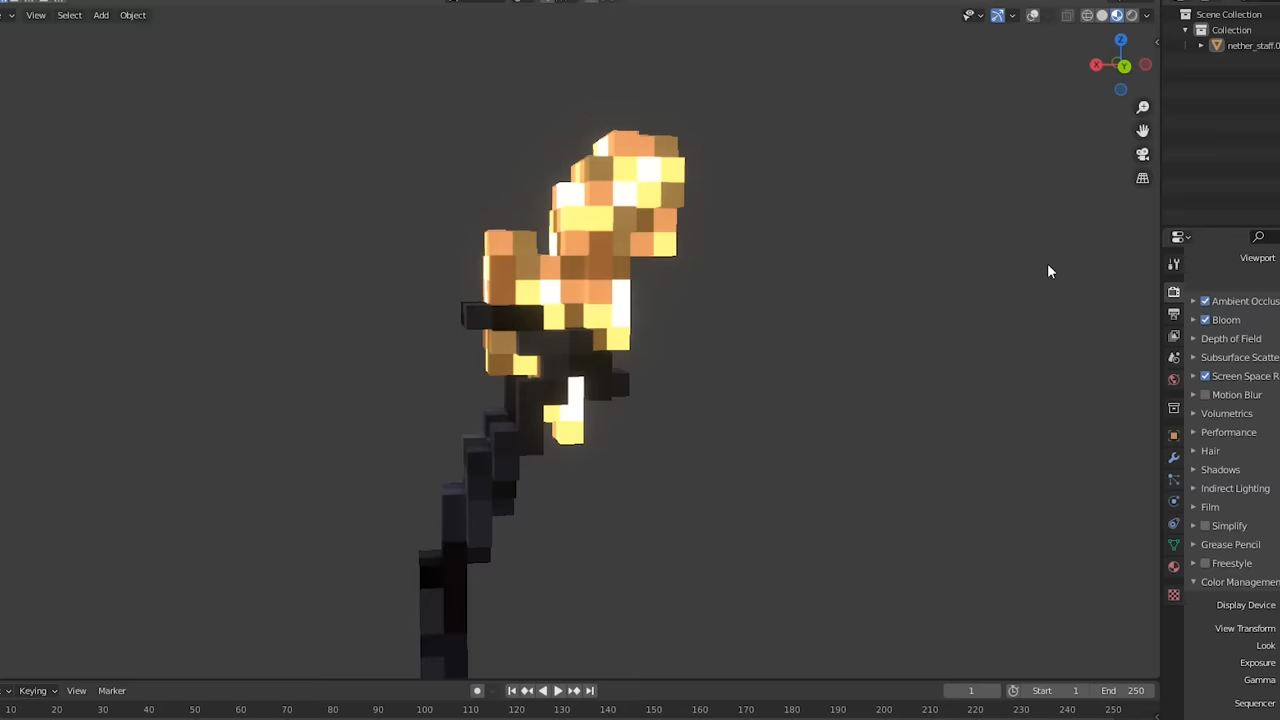 View Select Add Object
Scene Collection
Collection
nether_staff.0
Z
X
Y
Viewport
Ambient Occlus
Bloom
Depth of Field
Subsurface Scatte
Screen Space R
Motion Blur
Volumetrics
Performance
Hair
Shadows
Indirect Lighting
Film
Simplify
Grease Pencil
Freestyle
Color Managemen
Display Device
View Transform
Look
Exposure
Gamma
Sequencer
Keying View Marker
1 Start 1 End 250
10 20 30 40 50 60 70 80 90 100 110 120 130 140 150 160 170 180 190 200 210 220 230 240 250